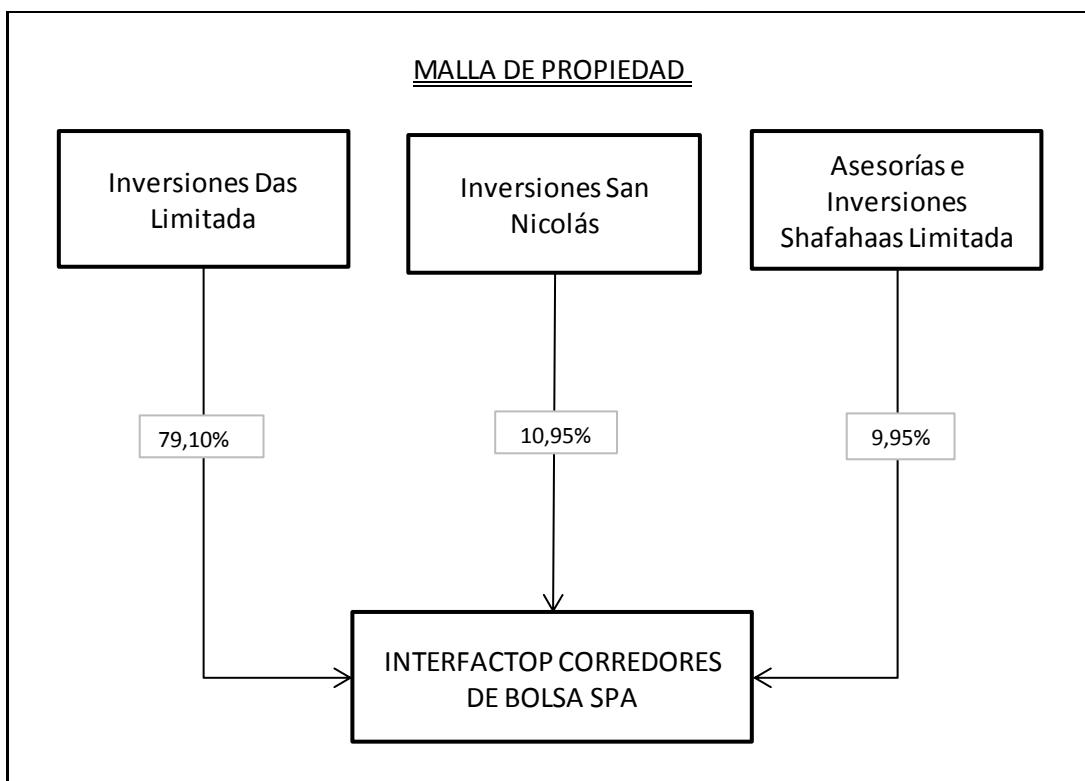 MALLA DE PROPIEDAD
Inversiones Das
Limitada
Inversiones San
Nicolás
Asesorías e
Inversiones
Shafahaas Limitada
79,10%
10,95%
9,95%
INTERFACTOP CORREDORES
DE BOLSA SPA